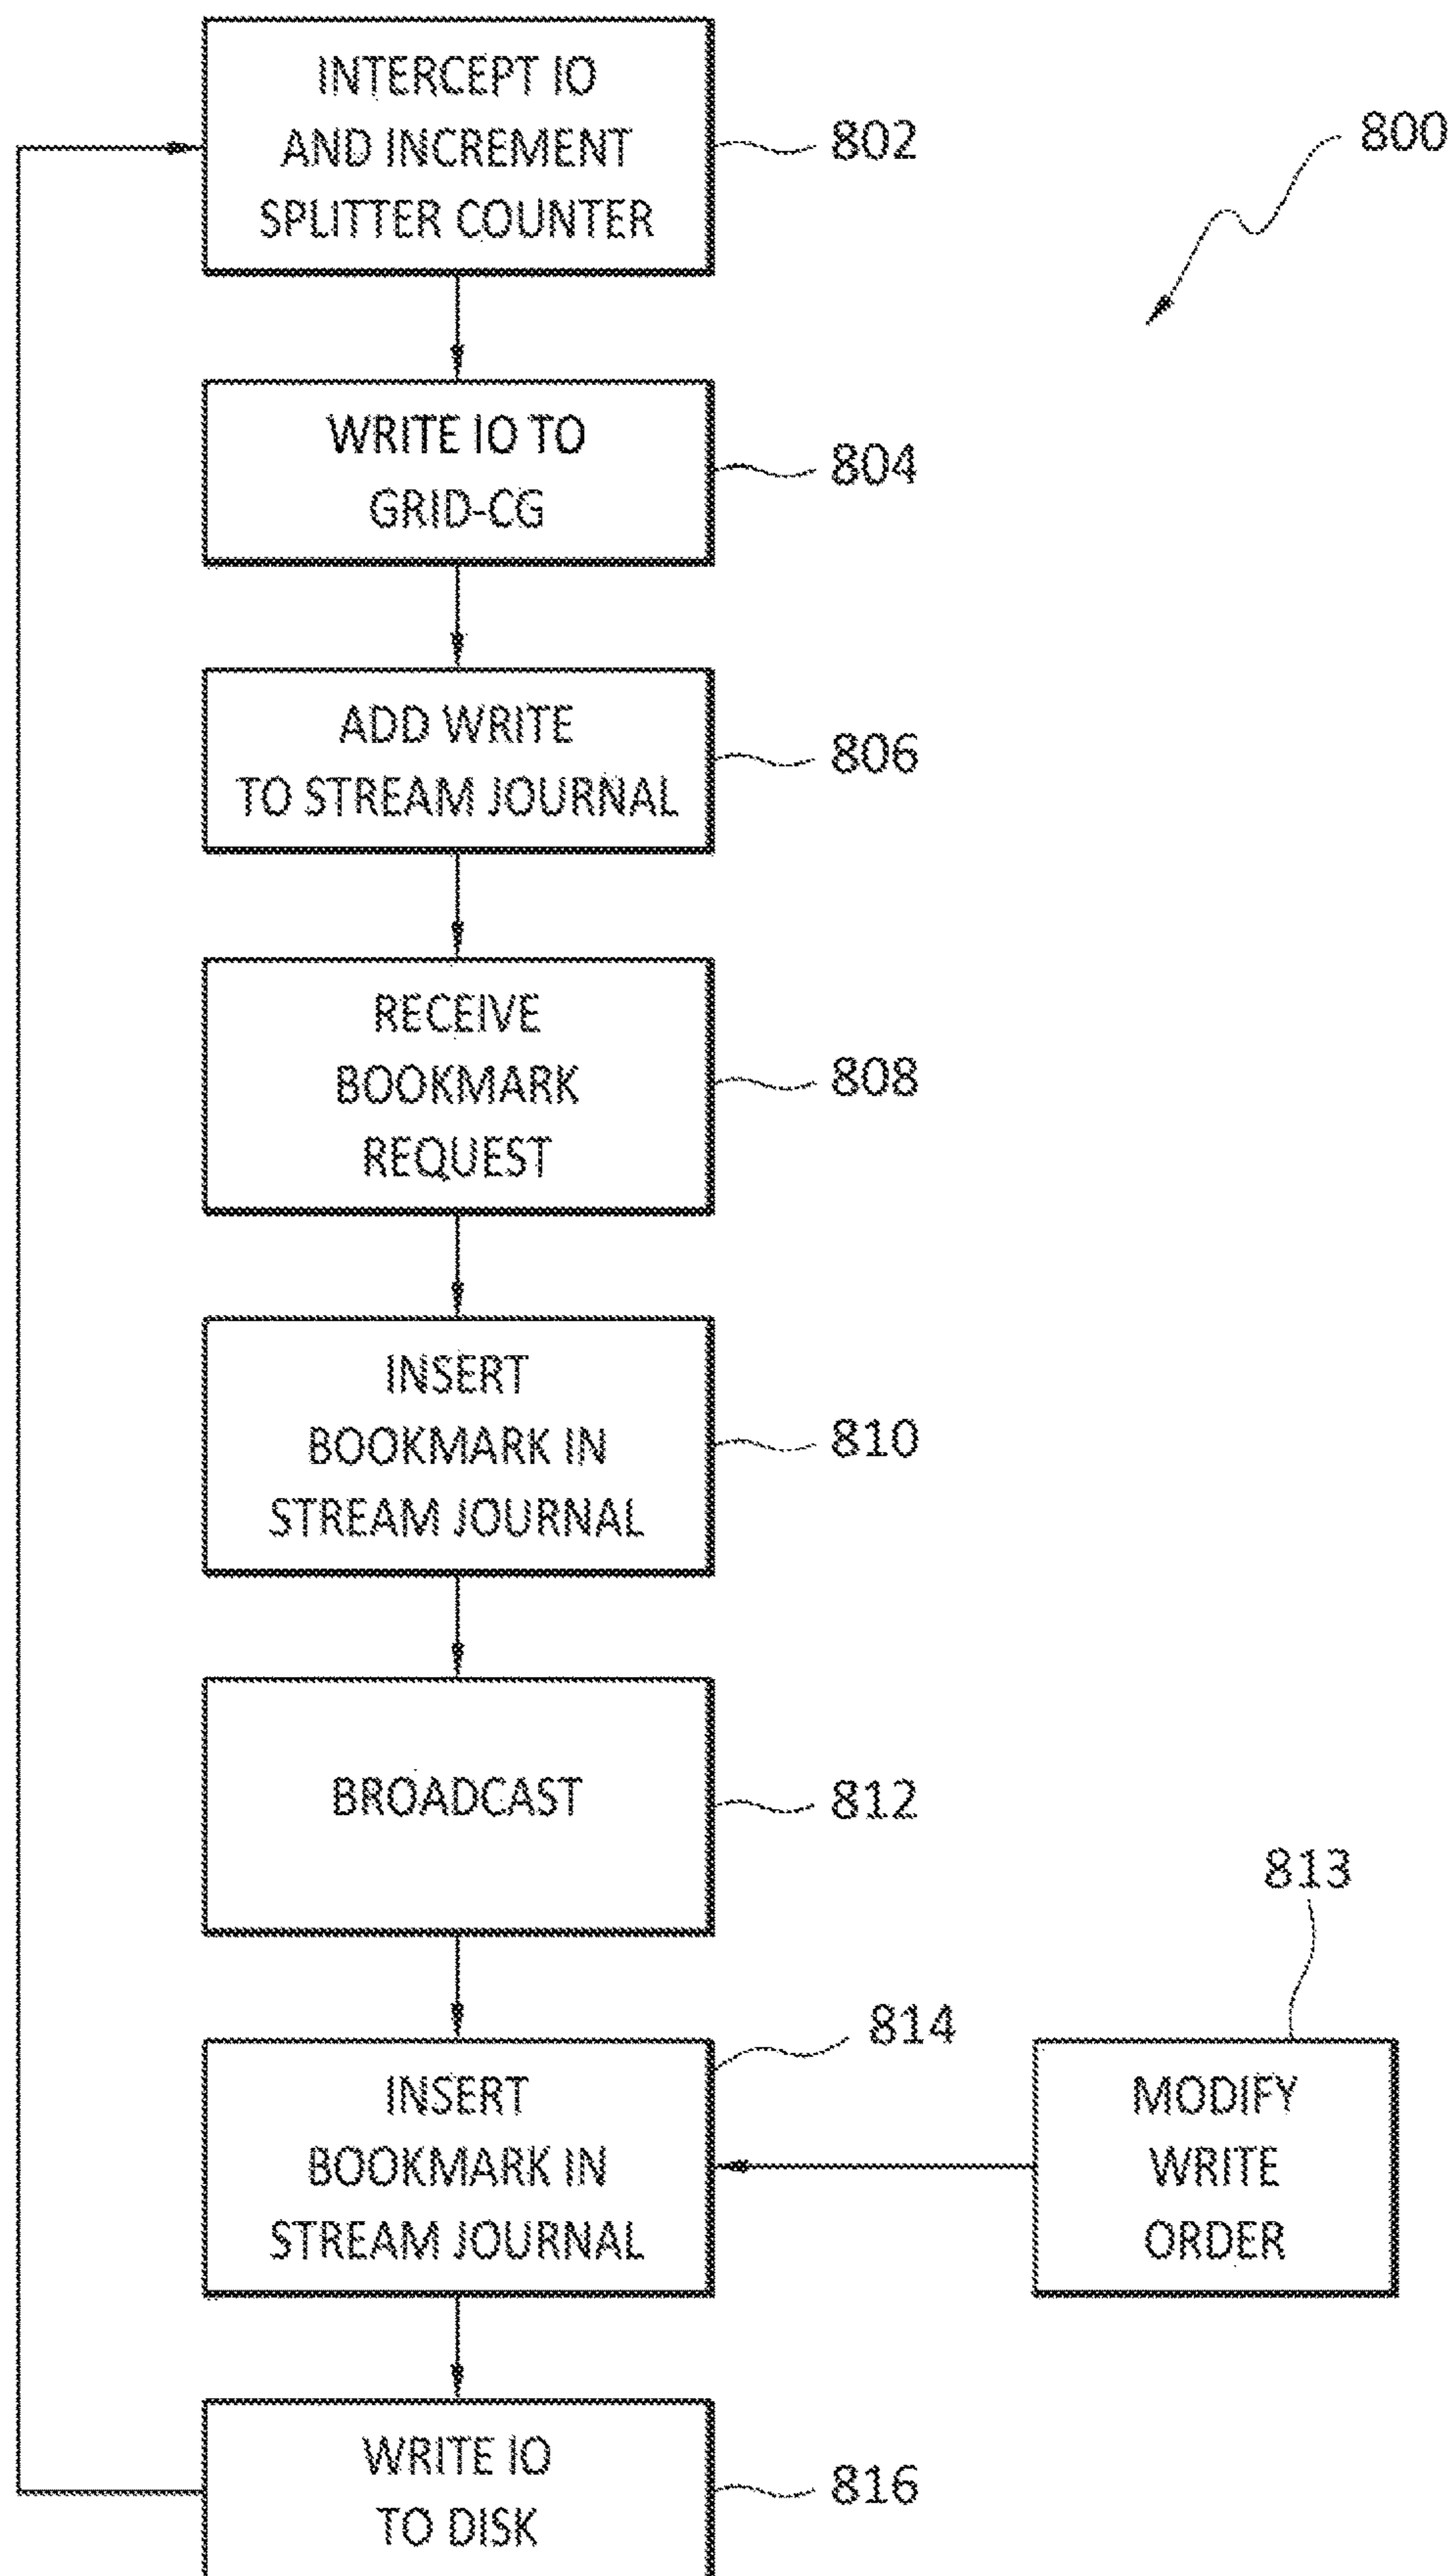 INTERCEPT IO
AND INCREMENT
SPLITTER COUNTER
802
800
WRITE IO TO
GRID-CG
804
ADD WRITE
TO STREAM JOURNAL
806
RECEIVE
BOOKMARK
REQUEST
808
INSERT
BOOKMARK IN
STREAM JOURNAL
810
BROADCAST
812
813
814
INSERT
BOOKMARK IN
STREAM JOURNAL
MODIFY
WRITE
ORDER
WRITE IO
TO DISK
816